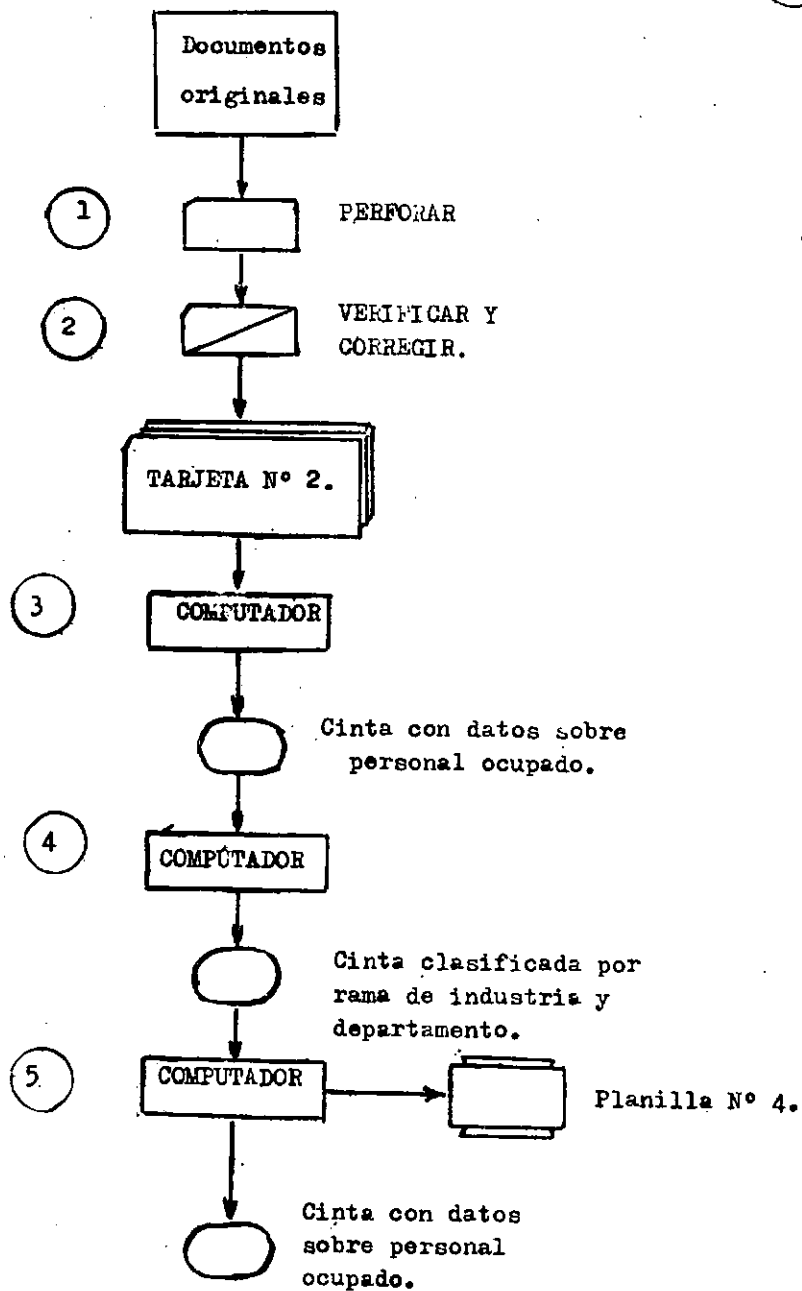 Documentos
originales
1
PERFORAR
2
VERIFICAR Y
CORREGIR.
TARJETA Nº 2.
3
COMPUTADOR
Cinta con datos sobre
personal ocupado.
4
COMPUTADOR
Cinta clasificada por
rama de industria y
departamento.
5
COMPUTADOR
Planilla Nº 4.
Cinta con datos
sobre personal
ocupado.